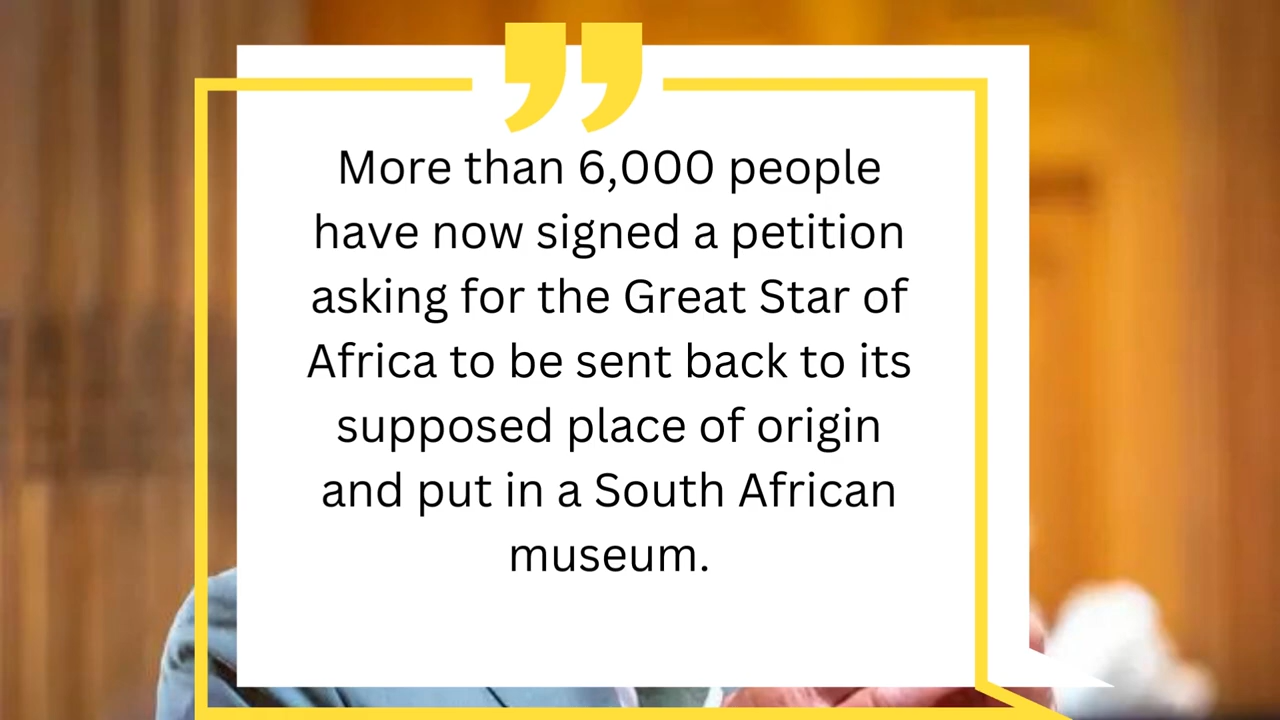 More than 6,000 people
have now signed a petition
asking for the Great Star of
Africa to be sent back to its
supposed place of origin
and put in a South African
museum.